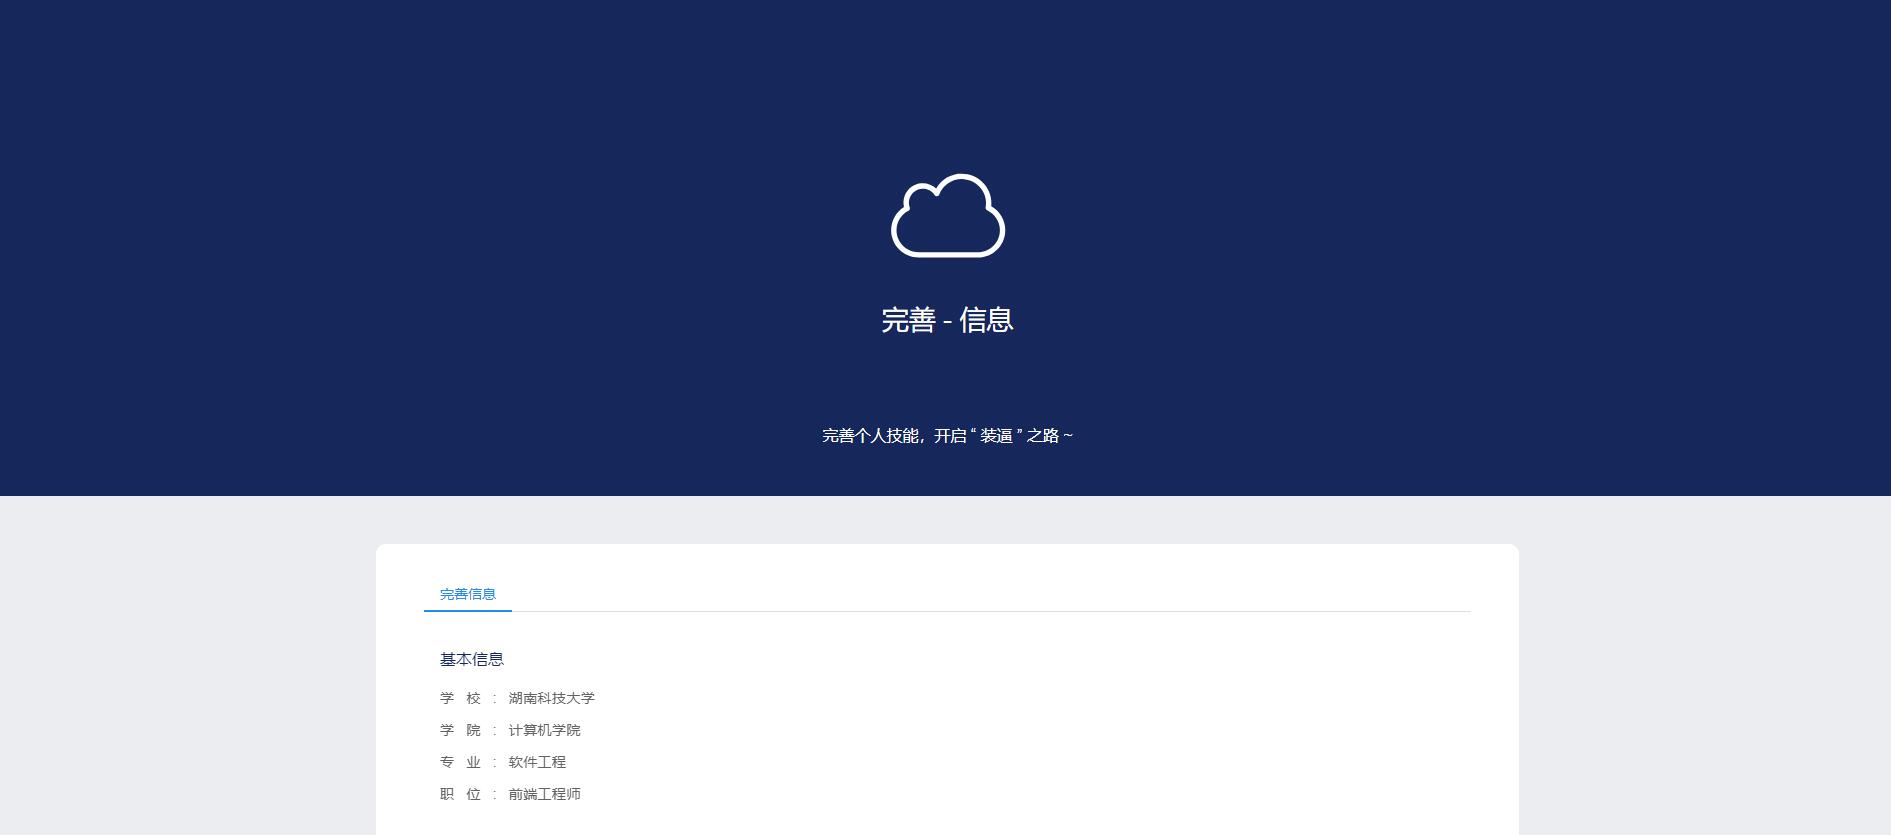 完善 - 信息
完善个人技能，开启 “ 装逼 ” 之路 ~
完善信息
基本信息
学 校 : 湖南科技大学
学 院 : 计算机学院
专 业 : 软件工程
职 位 : 前端工程师